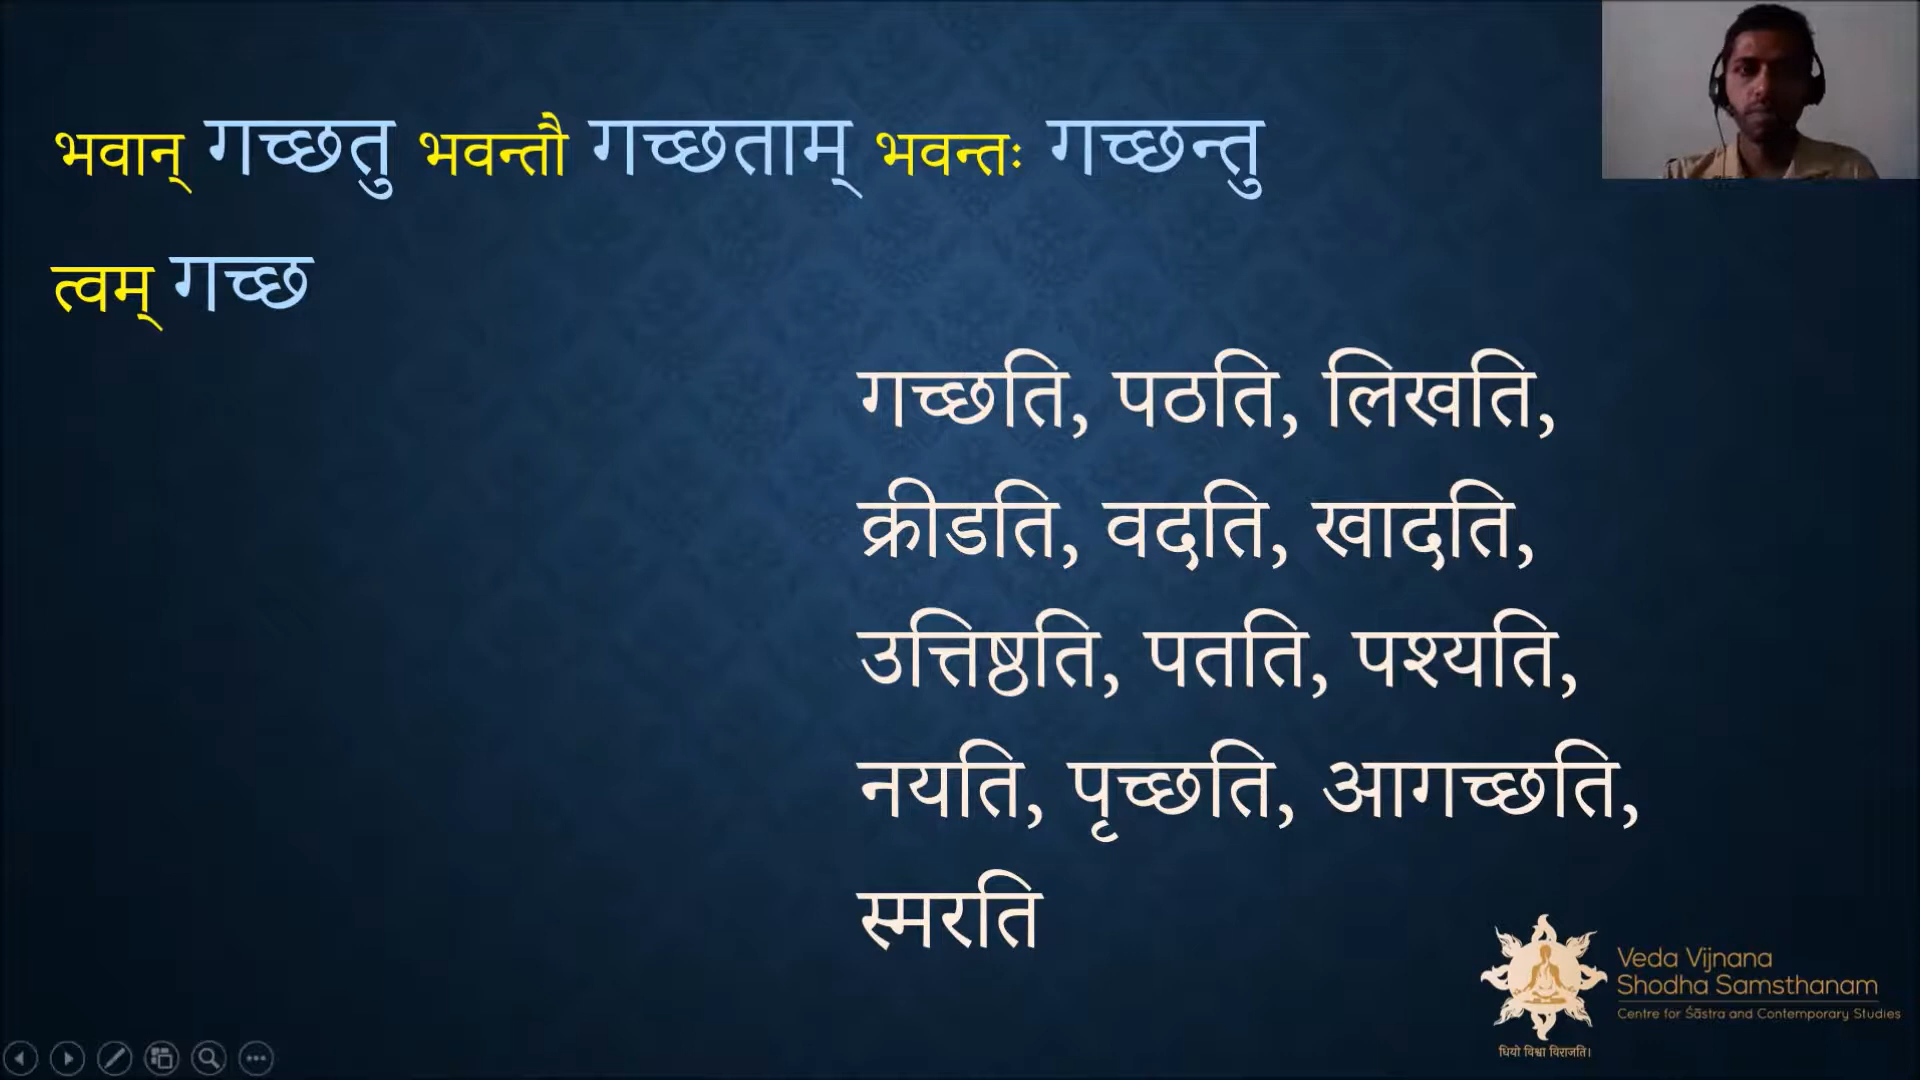 भवान् गच्छतु भवन्तौ गच्छताम् भवन्तः गच्छन्तु
त्वम् गच्छ
गच्छति, पठति, लिखति,
क्रीडति, वदति, खादति,
उत्तिष्ठति, पतति, पश्यति,
नयति, पृच्छति, आगच्छति,
स्मरति
Veda Vijnana
Shodha Samsthanam
Centre for Śāstra and Contemporary Studies
धियो विश्वा विराजति।